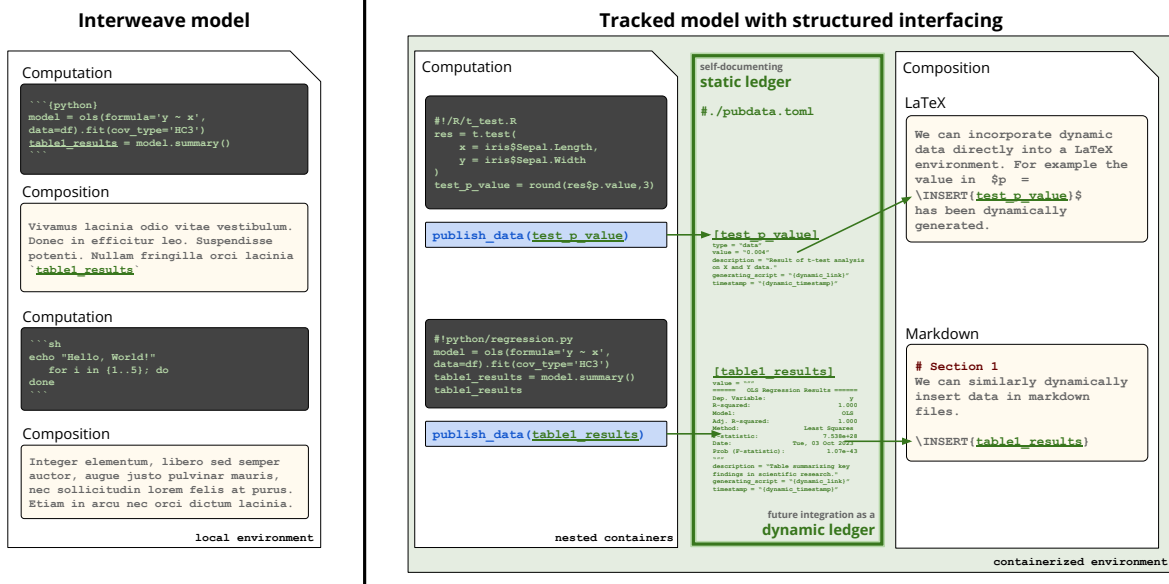 Interweave model
Computation
```{python}
model = ols(formula='y ~ x',
data=df).fit(cov_type='HC3')
table1_results = model.summary()
```
Composition
Vivamus lacinia odio vitae vestibulum.
Donec in efficitur leo. Suspendisse
potenti. Nullam fringilla orci lacinia
`table1_results`
Computation
```sh
echo "Hello, World!"
for i in {1..5}; do
done
```
Composition
Integer elementum, libero sed semper
auctor, augue justo pulvinar mauris,
nec sollicitudin lorem felis at purus.
Etiam in arcu nec orci dictum lacinia.
local environment
Tracked model with structured interfacing
Computation
#!/R/t_test.R
res = t.test(
x = iris$Sepal.Length,
y = iris$Sepal.Width
)
test_p_value = round(res$p.value,3)
publish_data(test_p_value)
#!python/regression.py
model = ols(formula='y ~ x',
data=df).fit(cov_type='HC3')
table1_results = model.summary()
table1_results
publish_data(table1_results)
nested containers
self-documenting
static ledger
#./pubdata.toml
[test_p_value]
type = "data"
value = "0.004"
description = "Result of t-test analysis
on X and Y data."
generating_script = "(dynamic_link)"
timestamp = "(dynamic_timestamp)"
[table1_results]
value = """
====== OLS Regression Results ======
Dep. Variable: y
R-squared: 1.000
Model: OLS
Adj. R-squared: 1.000
Method: Least Squares
F-statistic: 7.538e+28
Date: Tue, 03 Oct 2023
Prob (F-statistic): 1.07e-43
"""
description = "Table summarizing key
findings in scientific research."
generating_script = "(dynamic_link)"
timestamp = "(dynamic_timestamp)"
future integration as a
dynamic ledger
Composition
LaTeX
We can incorporate dynamic
data directly into a LaTeX
environment. For example the
value in $p =
\INSERT{test_p_value}$
has been dynamically
generated.
Markdown
# Section 1
We can similarly dynamically
insert data in markdown
files.
\INSERT{table1_results}
containerized environment